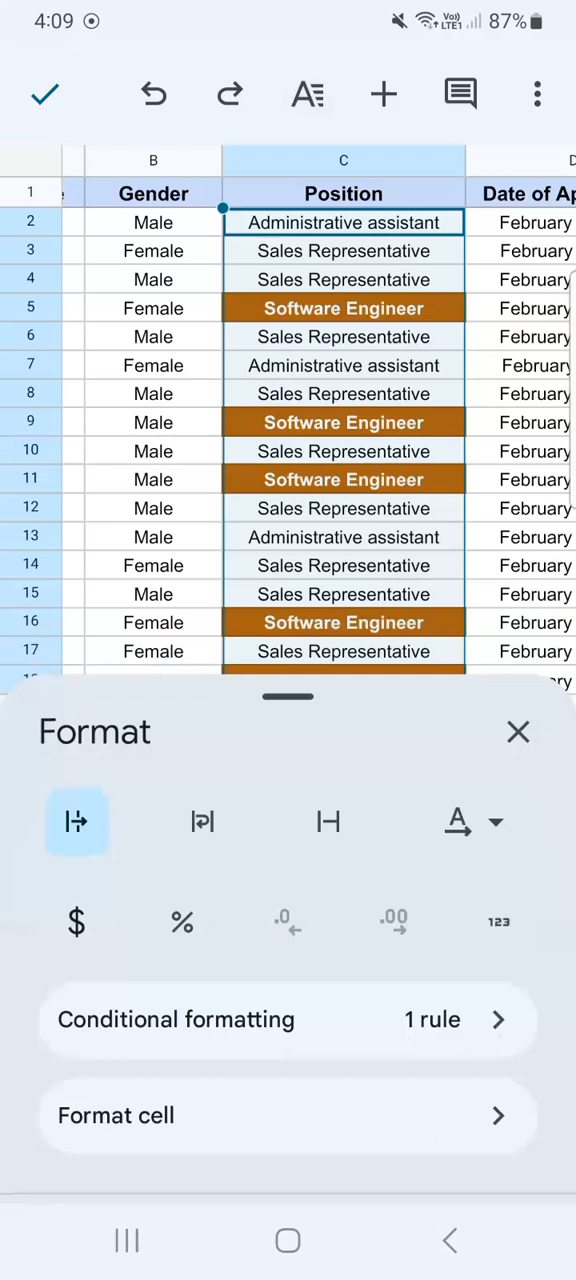 4:09 Vo) LTE1 87%
B C D
1 Gender Position Date of Ap
2 Male Administrative assistant February
3 Female Sales Representative February
4 Male Sales Representative February
5 Female Software Engineer February
6 Male Sales Representative February
7 Female Administrative assistant February
8 Male Sales Representative February
9 Male Software Engineer February
10 Male Sales Representative February
11 Male Software Engineer February
12 Male Sales Representative February
13 Male Administrative assistant February
14 Female Sales Representative February
15 Male Sales Representative February
16 Female Software Engineer February
17 Female Sales Representative February
Format
A
$ % .0 .00 123
Conditional formatting 1 rule
Format cell